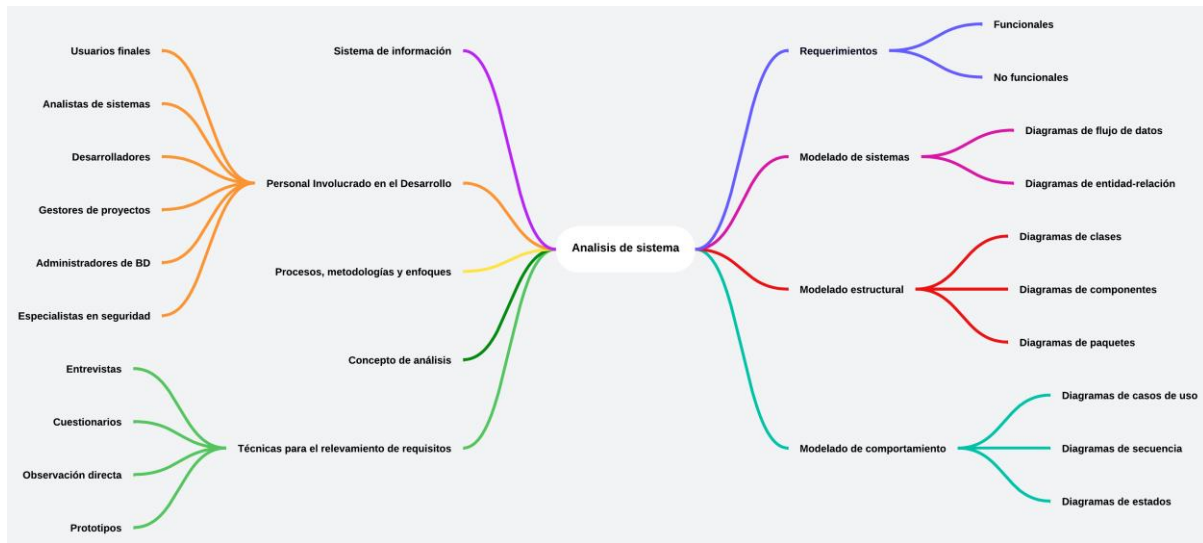 Analisis de sistema
Sistema de información
Personal Involucrado en el Desarrollo
Usuarios finales
Analistas de sistemas
Desarrolladores
Gestores de proyectos
Administradores de BD
Especialistas en seguridad
Procesos, metodologías y enfoques
Concepto de análisis
Técnicas para el relevamiento de requisitos
Entrevistas
Cuestionarios
Observación directa
Prototipos
Requerimientos
Funcionales
No funcionales
Modelado de sistemas
Diagramas de flujo de datos
Diagramas de entidad-relación
Modelado estructural
Diagramas de clases
Diagramas de componentes
Diagramas de paquetes
Modelado de comportamiento
Diagramas de casos de uso
Diagramas de secuencia
Diagramas de estados